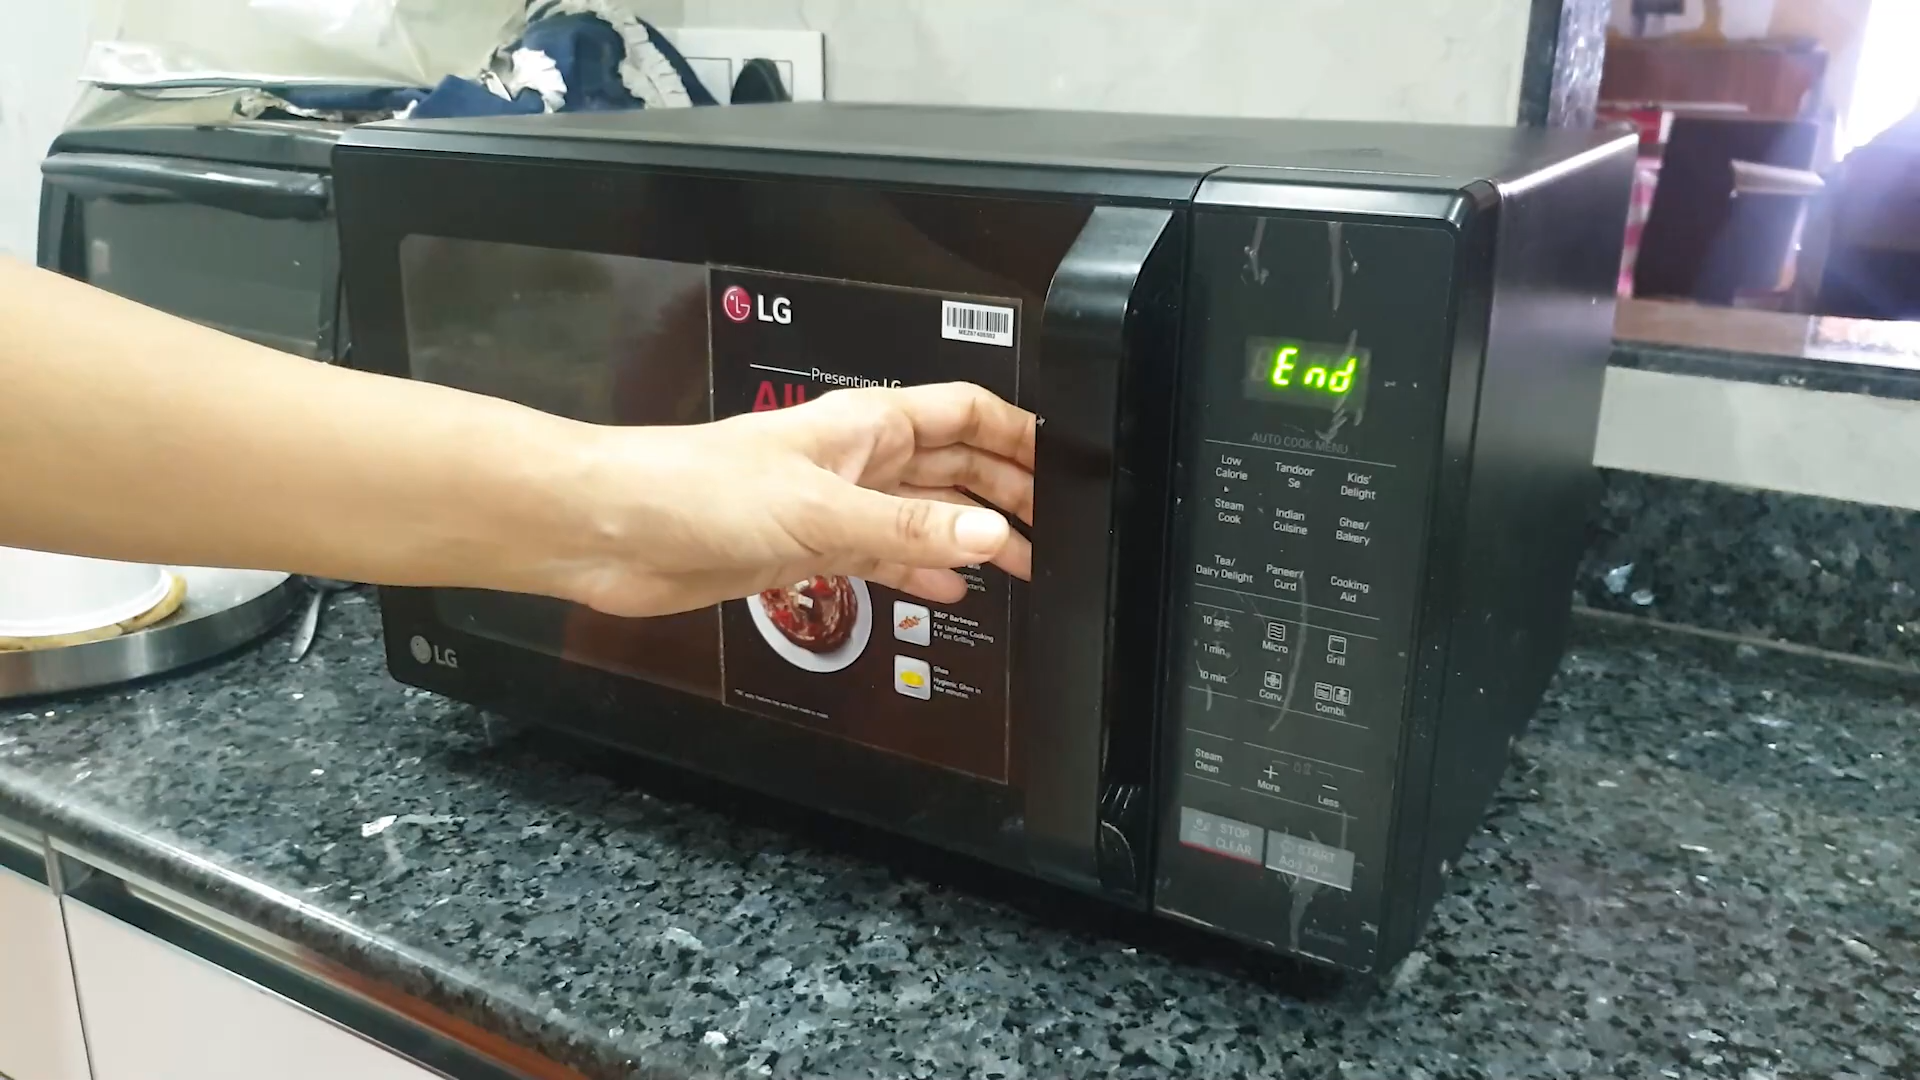 LG
Presenting LG
All
360° Barbeque
For Uniform Cooking
& Fast Grilling
Ghee
Hygienic Ghee in
few minutes
LG
End
AUTO COOK MENU
Low
Calorie
Tandoor
Se
Kids'
Delight
Steam
Cook
Indian
Cuisine
Ghee/
Bakery
Tea/
Dairy Delight
Paneer/
Curd
Cooking
Aid
10 sec.
1 min.
10 min.
Micro
Grill
Conv.
Combi.
Steam
Clean
More
Less
STOP
CLEAR
START
Add 30